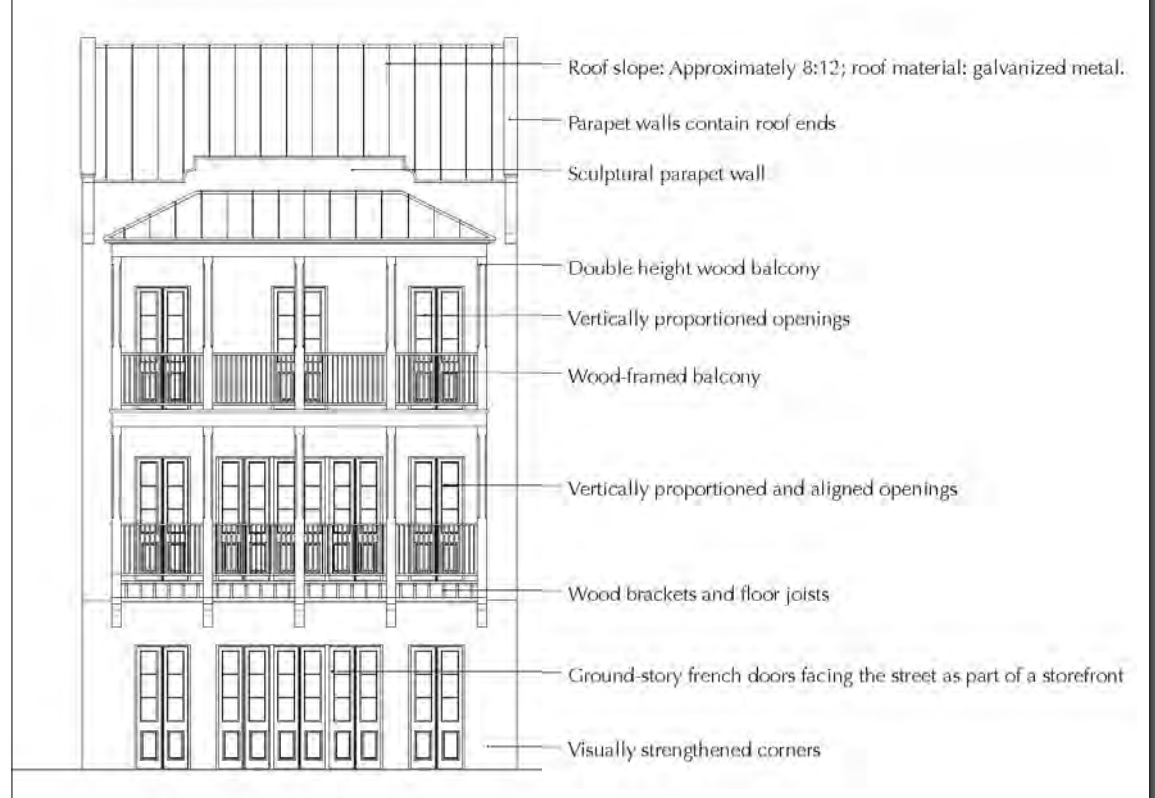 Roof slope: Approximately 8:12; roof material: galvanized metal.
Parapet walls contain roof ends
Sculptural parapet wall
Double height wood balcony
Vertically proportioned openings
Wood-framed balcony
Vertically proportioned and aligned openings
Wood brackets and floor joists
Ground-story french doors facing the street as part of a storefront
Visually strengthened corners